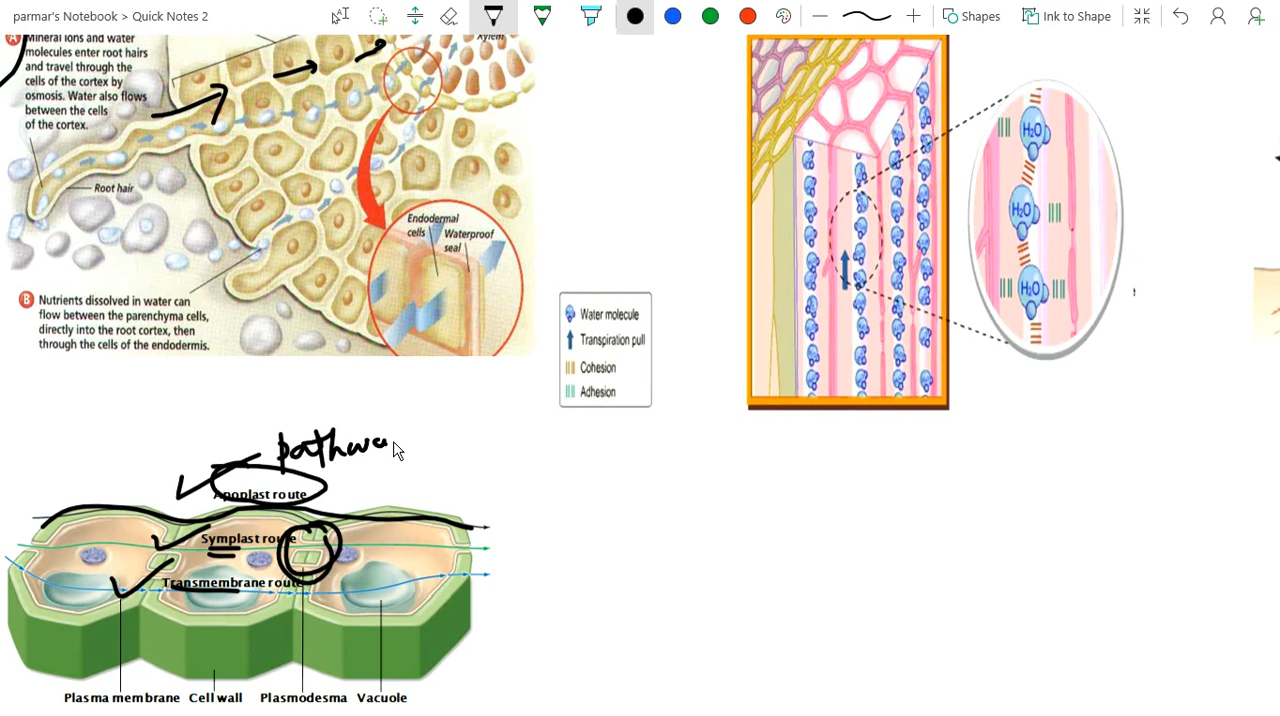 parmar's Notebook > Quick Notes 2
Shapes
Ink to Shape
A Mineral ions and water
molecules enter root hairs
and travel through the
cells of the cortex by
osmosis. Water also flows
between the cells
of the cortex.
Xylem
Root hair
Endodermal
cells
Waterproof
seal
B Nutrients dissolved in water can
flow between the parenchyma cells,
directly into the root cortex, then
through the cells of the endodermis.
Water molecule
Transpiration pull
Cohesion
Adhesion
H₂O
H₂O
H₂O
pathwa
Apoplast route
Symplast route
Transmembrane route
Plasma membrane
Cell wall
Plasmodesma
Vacuole